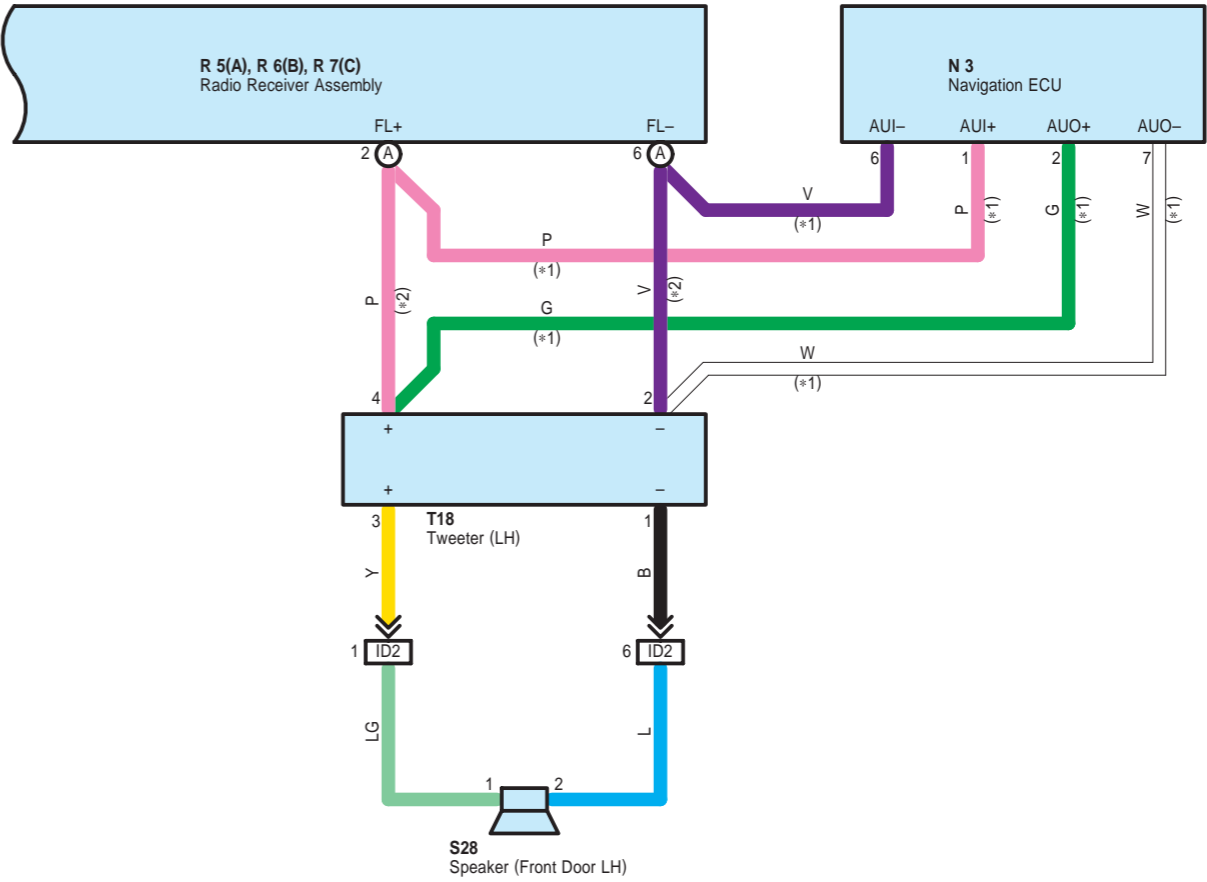 R 5(A), R 6(B), R 7(C)
Radio Receiver Assembly
N 3
Navigation ECU
FL+
FL–
AUI–
AUI+
AUO+
AUO–
2
A
6
A
6
1
2
7
V
(∗1)
P
(∗1)
G
(∗1)
W
(∗1)
P
(∗1)
P
(∗2)
V
(∗2)
G
(∗1)
W
(∗1)
4
2
+
–
+
–
3
T18
1
Tweeter (LH)
Y
B
1
ID2
6
ID2
LG
L
1
2
S28
Speaker (Front Door LH)